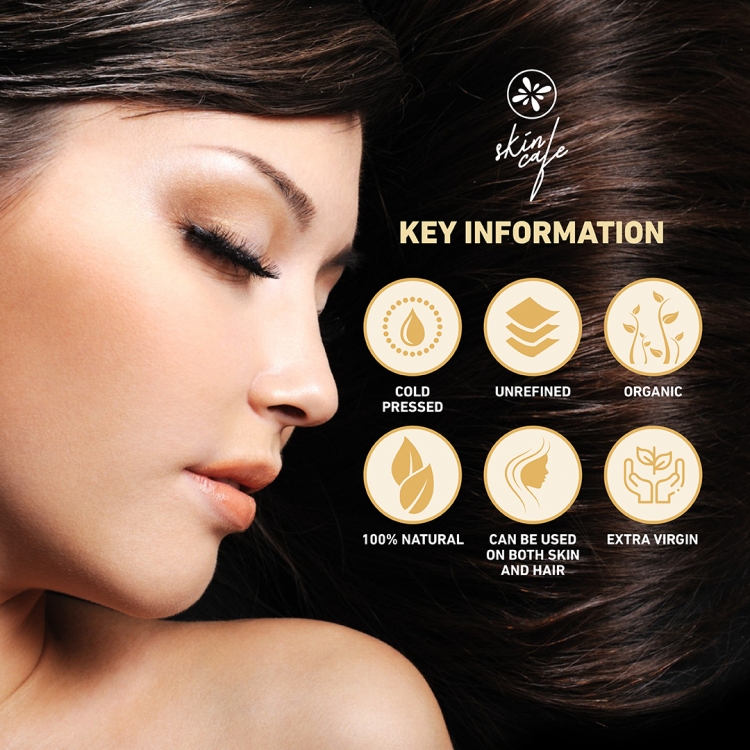 skin
cafe
KEY INFORMATION
COLD
PRESSED
UNREFINED
ORGANIC
100% NATURAL
CAN BE USED
ON BOTH SKIN
AND HAIR
EXTRA VIRGIN